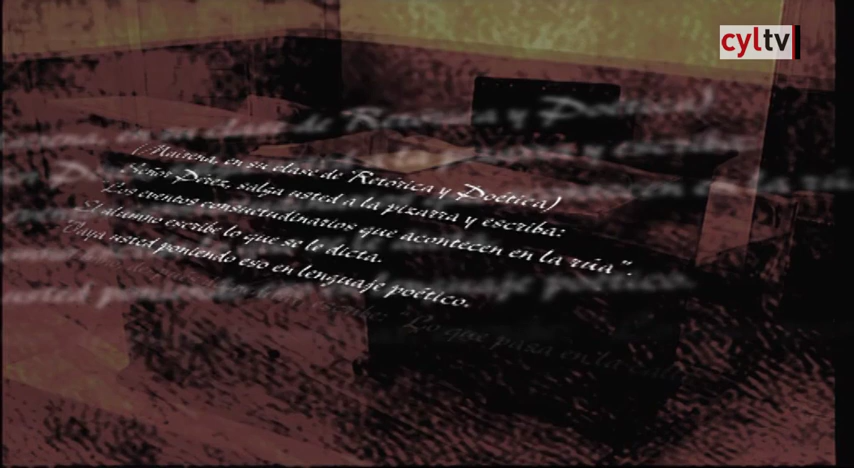 cyltv
(Mairena, en su clase de Retórica y Poética)
Señor Pérez, salga usted a la pizarra y escriba:
Los eventos consuetudinarios que acontecen en la rúa".
El alumno escribe lo que se le dicta.
Vaya usted poniendo eso en lenguaje poético.
"Lo que pasa en la calle